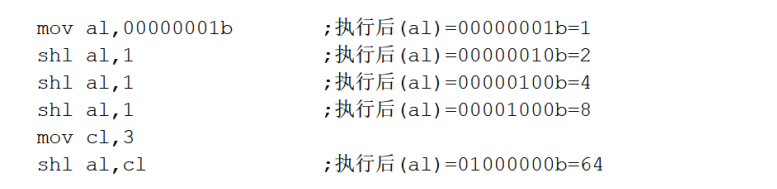 mov al,00000001b ;执行后(al)=00000001b=1
shl al,1 ;执行后(al)=00000010b=2
shl al,1 ;执行后(al)=00000100b=4
shl al,1 ;执行后(al)=00001000b=8
mov cl,3
shl al,cl ;执行后(al)=01000000b=64